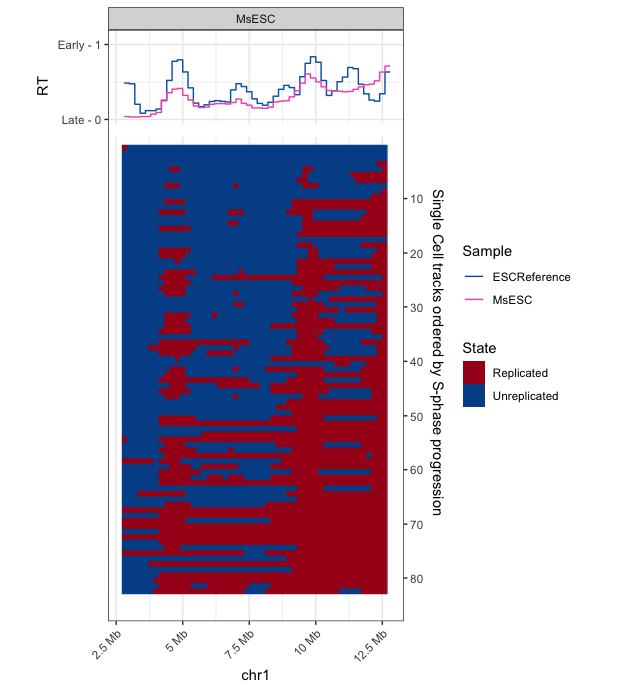 MsESC
Early - 1
RT
Late - 0
10
20
30
40
50
60
70
80
Single Cell tracks ordered by S-phase progression
Sample
ESCReference
MsESC
State
Replicated
Unreplicated
2.5 Mb
5 Mb
7.5 Mb
10 Mb
12.5 Mb
chr1